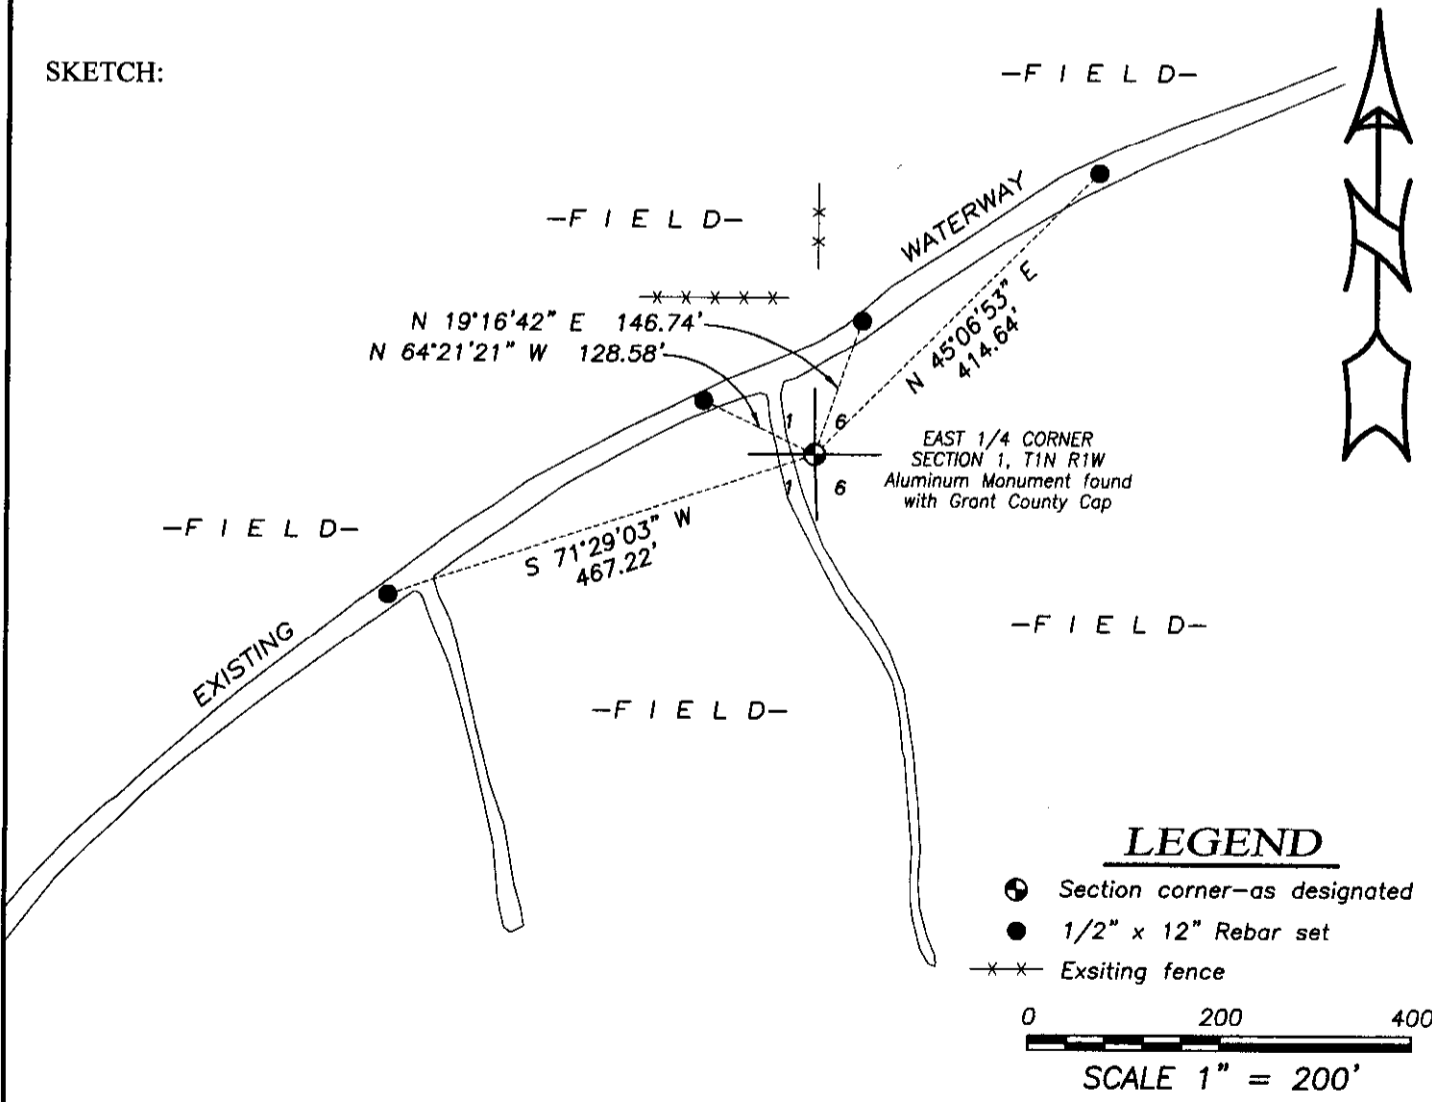 SKETCH:
—F I E L D—
—F I E L D—
WATERWAY
N 19°16'42" E 146.74'
N 64°21'21" W 128.58'
N 45°06'53" E
414.64'
1 6
1 6
EAST 1/4 CORNER
SECTION 1, T1N R1W
Aluminum Monument found
with Grant County Cap
—F I E L D—
S 71°29'03" W
467.22'
EXISTING
—F I E L D—
—F I E L D—
N
LEGEND
Section corner-as designated
1/2" x 12" Rebar set
Exsiting fence
0 200 400
SCALE 1" = 200'